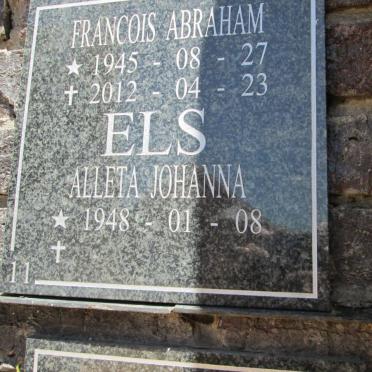 FRANCOIS ABRAHAM
★ 1945 - 08 - 27
✝ 2012 - 04 - 23
ELS
ALLETA JOHANNA
★ 1948 - 01 - 08
✝
11